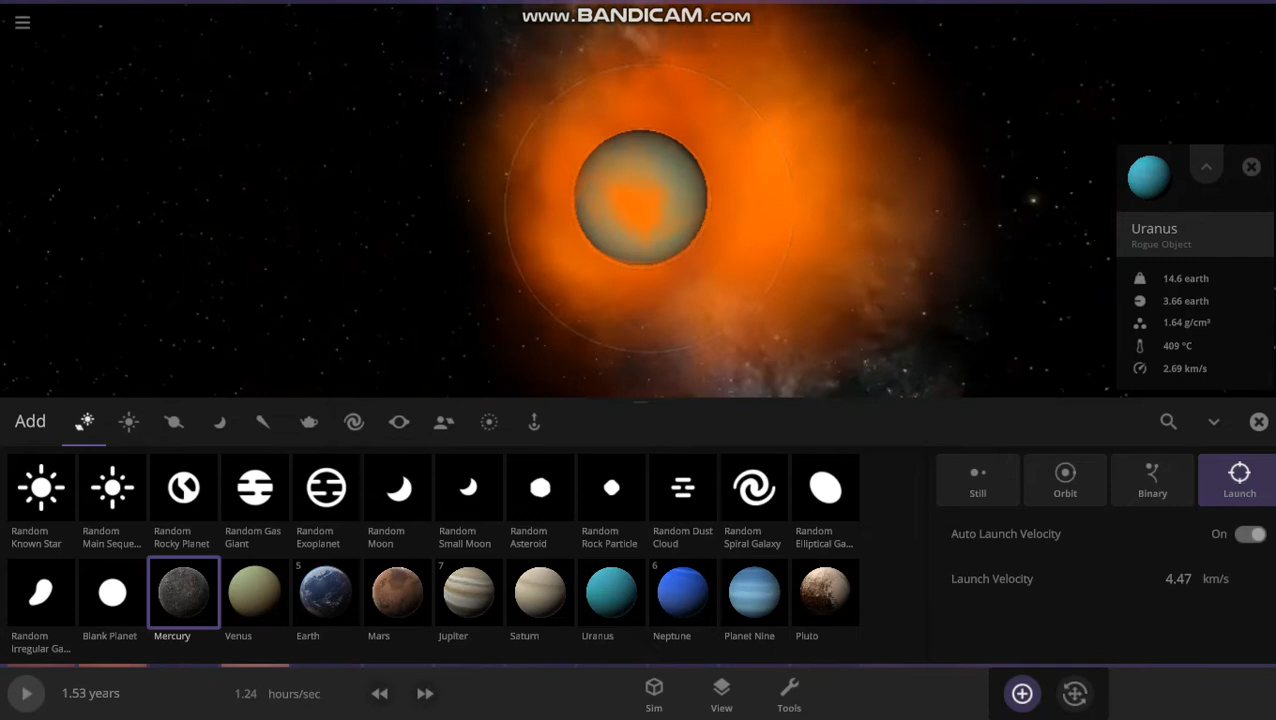 www.BANDICAM.com
Uranus
Rogue Object
14.6 earth
3.66 earth
1.64 g/cm³
409 °C
2.69 km/s
Add
Random Known Star
Random Main Seque...
Random Rocky Planet
Random Gas Giant
Random Exoplanet
Random Moon
Random Small Moon
Random Asteroid
Random Rock Particle
Random Dust Cloud
Random Spiral Galaxy
Random Elliptical Ga...
Still
Orbit
Binary
Launch
Auto Launch Velocity
On
Launch Velocity
4.47 km/s
Random Irregular Ga...
Blank Planet
Mercury
Venus
5
Earth
Mars
7
Jupiter
Saturn
Uranus
6
Neptune
Planet Nine
Pluto
1.53 years
1.24 hours/sec
Sim
View
Tools